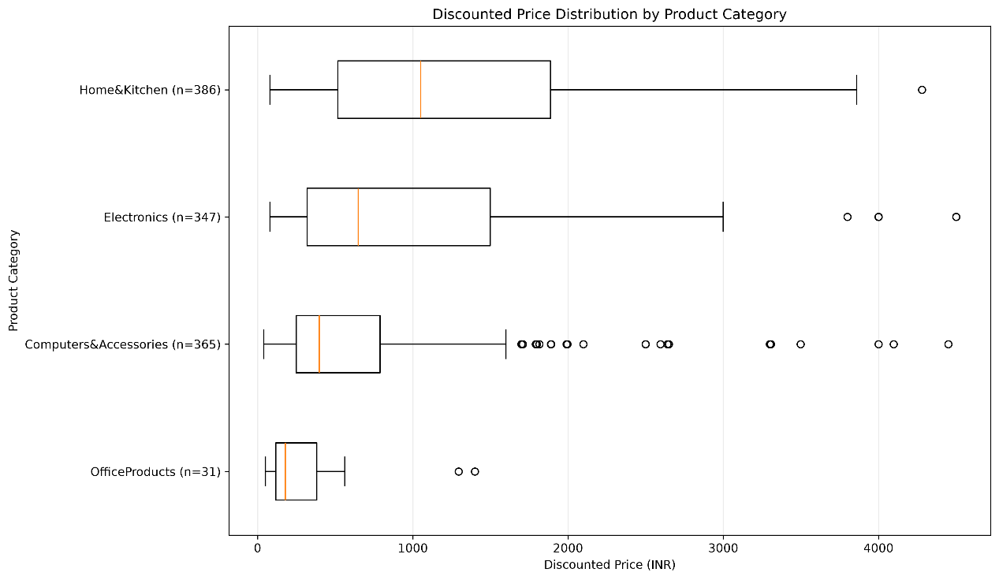 Discounted Price Distribution by Product Category
Product Category
Home&Kitchen (n=386)
Electronics (n=347)
Computers&Accessories (n=365)
OfficeProducts (n=31)
0 1000 2000 3000 4000
Discounted Price (INR)